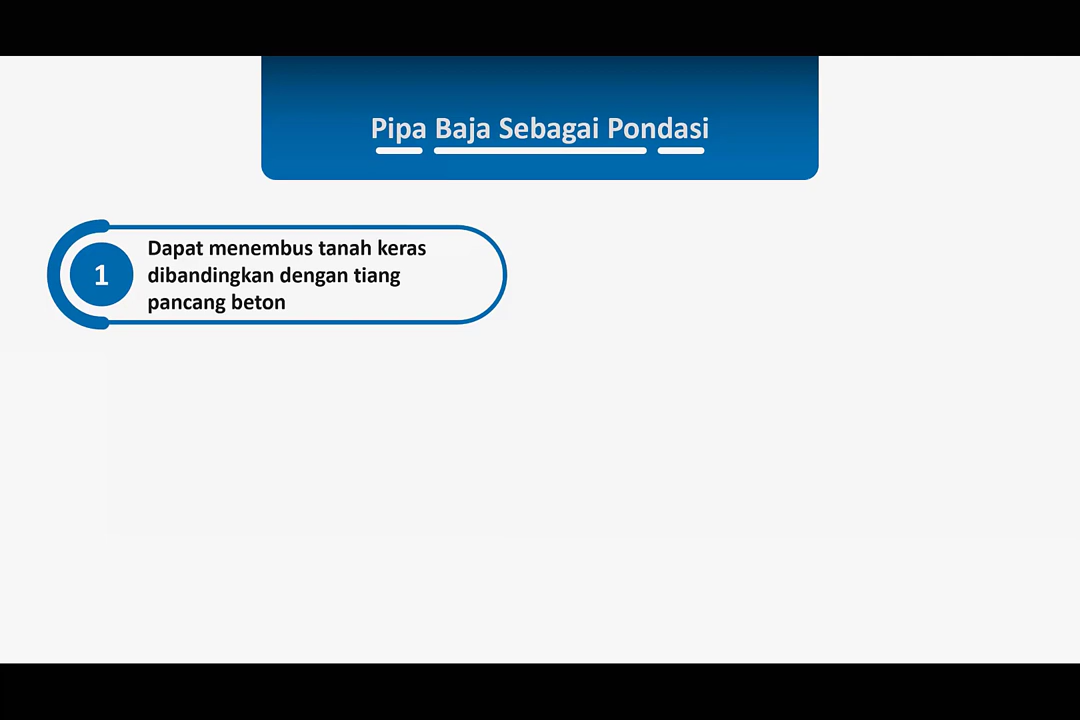 Pipa Baja Sebagai Pondasi
1
Dapat menembus tanah keras
dibandingkan dengan tiang
pancang beton